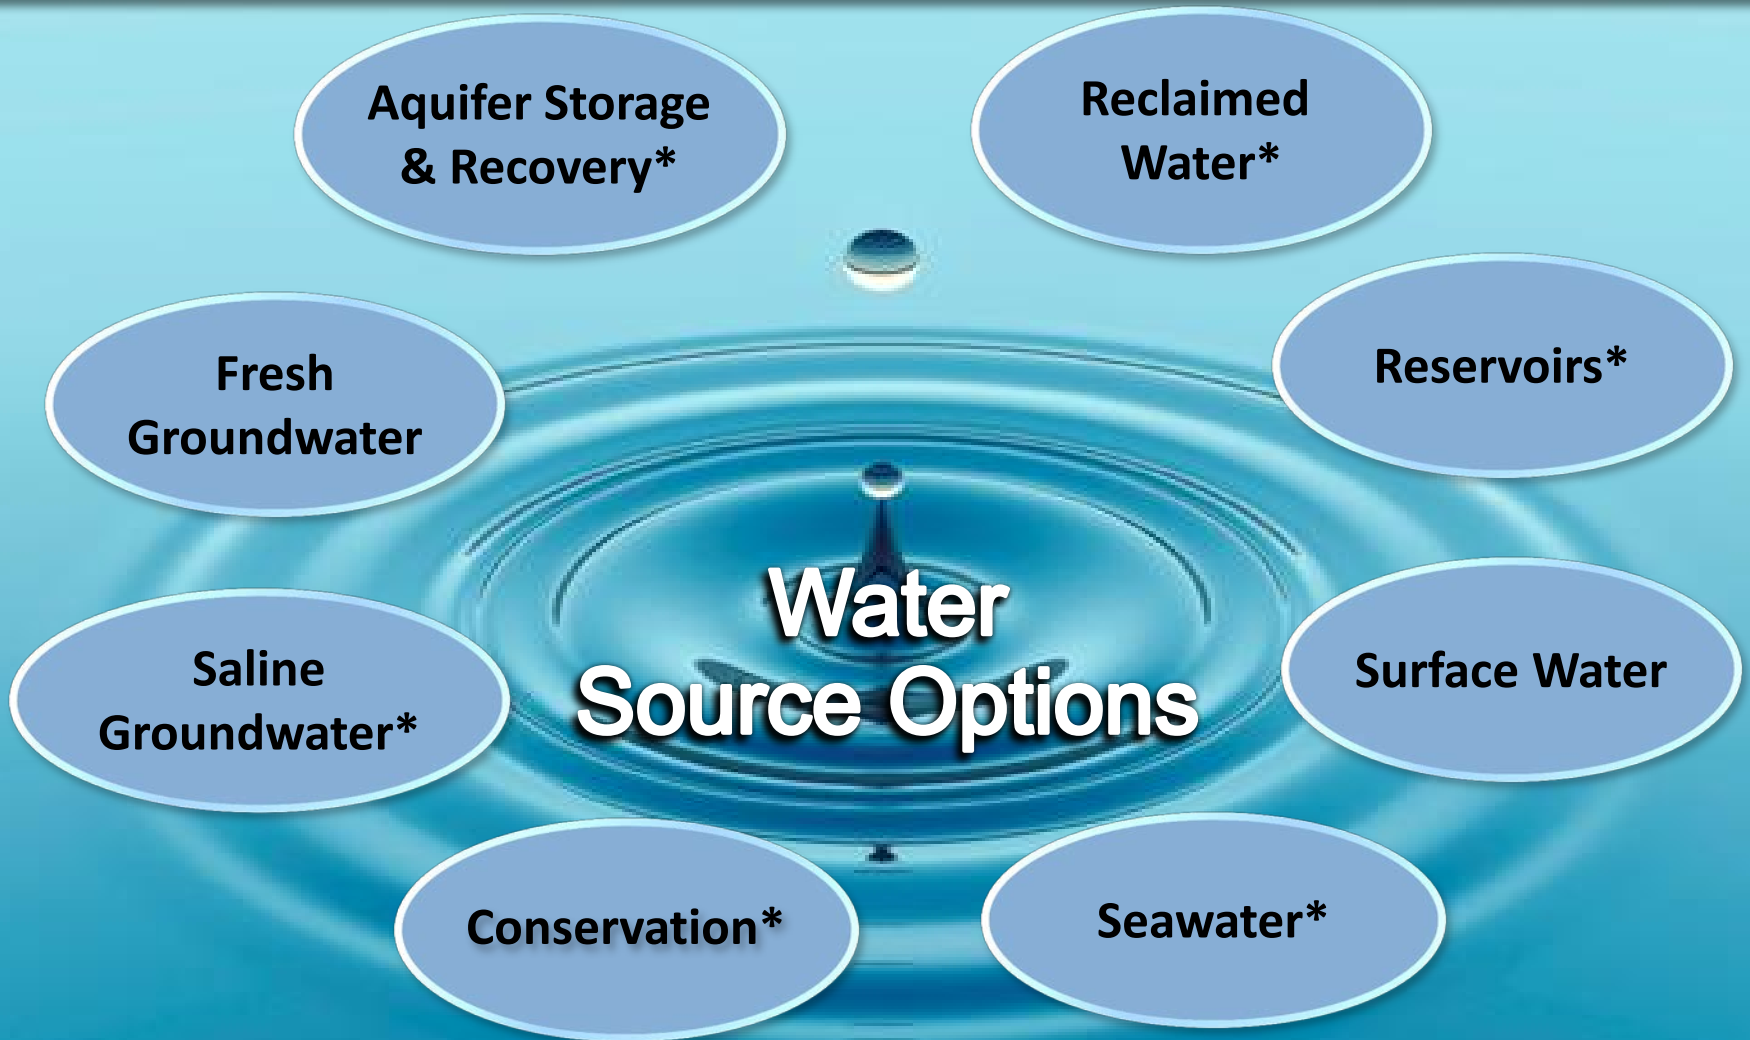 Aquifer Storage
& Recovery*
Reclaimed
Water*
Fresh
Groundwater
Reservoirs*
Saline
Groundwater*
Water
Source Options
Surface Water
Conservation*
Seawater*